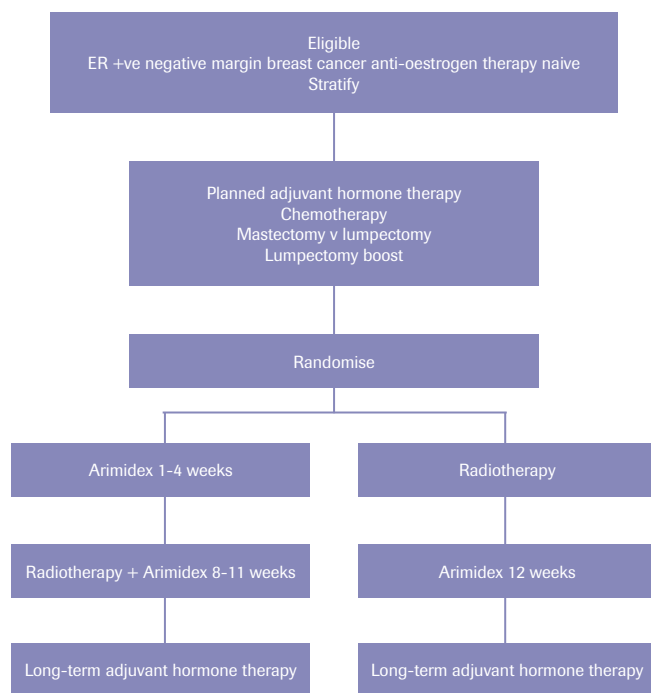 Eligible
ER +ve negative margin breast cancer anti-oestrogen therapy naive
Stratify
Planned adjuvant hormone therapy
Chemotherapy
Mastectomy v lumpectomy
Lumpectomy boost
Randomise
Arimidex 1-4 weeks
Radiotherapy
Radiotherapy + Arimidex 8-11 weeks
Arimidex 12 weeks
Long-term adjuvant hormone therapy
Long-term adjuvant hormone therapy